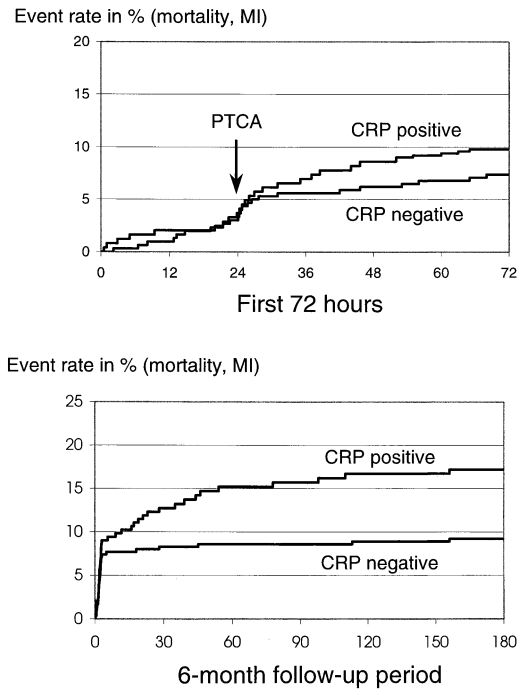 Event rate in % (mortality, MI)
20
15
10
5
0
PTCA
CRP positive
CRP negative
0 12 24 36 48 60 72
First 72 hours
Event rate in % (mortality, MI)
25
20
15
10
5
0
CRP positive
CRP negative
0 30 60 90 120 150 180
6-month follow-up period